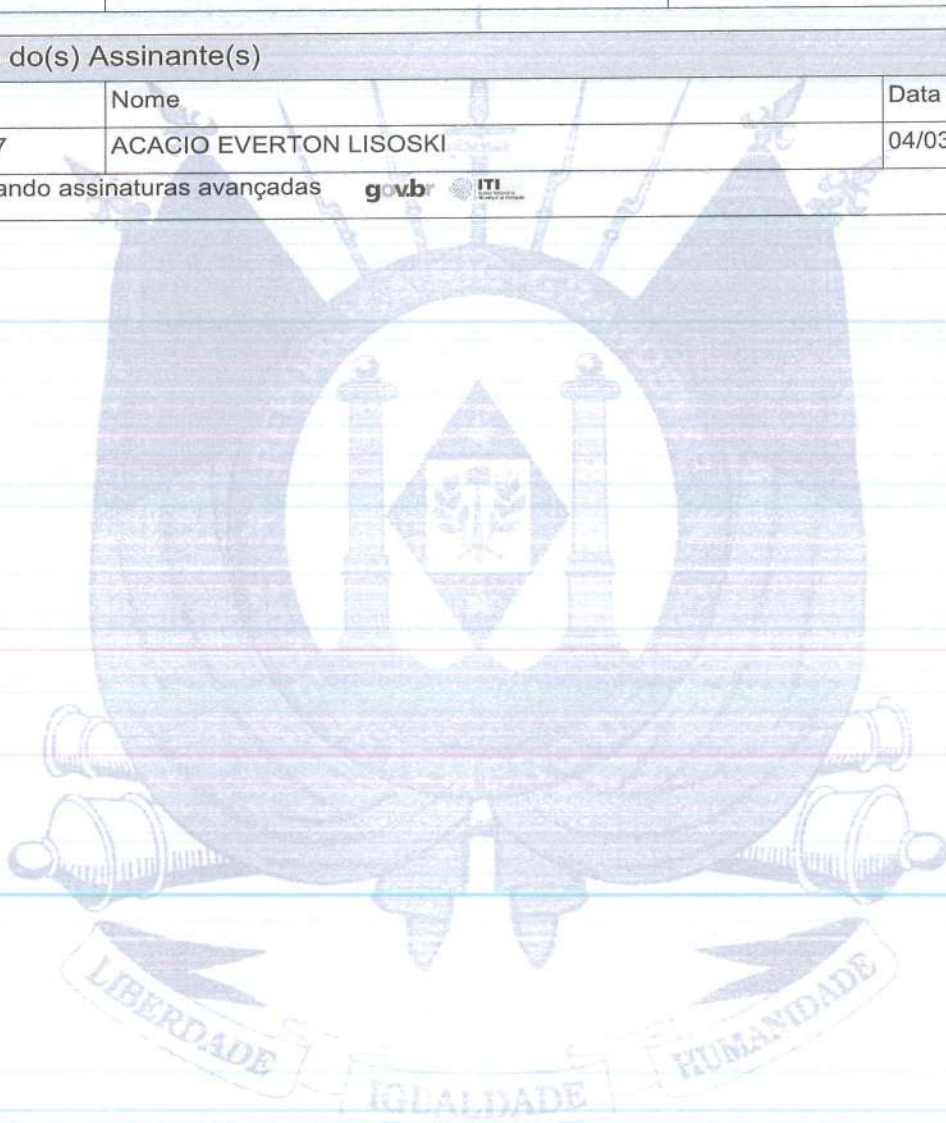 do(s) Assinante(s)
Nome Data
7 ACACIO EVERTON LISOSKI 04/03
ando assinaturas avançadas gov.br ITI
LIBERDADE IGUALDADE HUMANIDADE